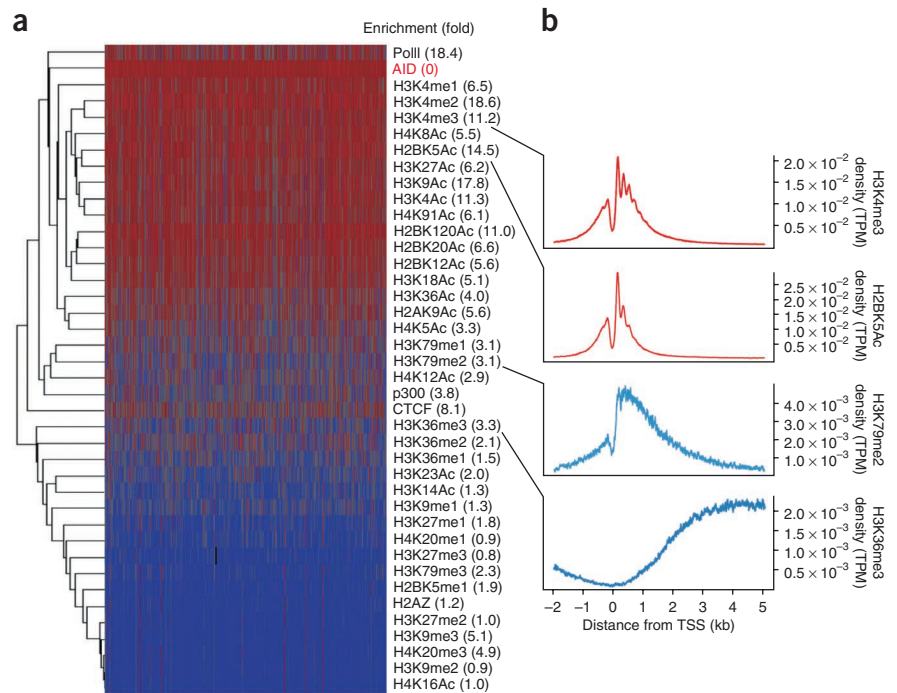 a
Enrichment (fold)
PolII (18.4)
AID (0)
H3K4me1 (6.5)
H3K4me2 (18.6)
H3K4me3 (11.2)
H4K8Ac (5.5)
H2BK5Ac (14.5)
H3K27Ac (6.2)
H3K9Ac (17.8)
H3K4Ac (11.3)
H4K91Ac (6.1)
H2BK120Ac (11.0)
H2BK20Ac (6.6)
H2BK12Ac (5.6)
H3K18Ac (5.1)
H3K36Ac (4.0)
H2AK9Ac (5.6)
H4K5Ac (3.3)
H3K79me1 (3.1)
H3K79me2 (3.1)
H4K12Ac (2.9)
p300 (3.8)
CTCF (8.1)
H3K36me3 (3.3)
H3K36me2 (2.1)
H3K36me1 (1.5)
H3K23Ac (2.0)
H3K14Ac (1.3)
H3K9me1 (1.3)
H3K27me1 (1.8)
H4K20me1 (0.9)
H3K27me3 (0.8)
H3K79me3 (2.3)
H2BK5me1 (1.9)
H2AZ (1.2)
H3K27me2 (1.0)
H3K9me3 (5.1)
H4K20me3 (4.9)
H3K9me2 (0.9)
H4K16Ac (1.0)
b
2.0 × 10⁻²
1.5 × 10⁻²
1.0 × 10⁻²
0.5 × 10⁻²
H3K4me3
density (TPM)
2.5 × 10⁻²
2.0 × 10⁻²
1.5 × 10⁻²
1.0 × 10⁻²
0.5 × 10⁻²
H2BK5Ac
density (TPM)
4.0 × 10⁻³
3.0 × 10⁻³
2.0 × 10⁻³
1.0 × 10⁻³
H3K79me2
density (TPM)
2.0 × 10⁻³
1.5 × 10⁻³
1.0 × 10⁻³
0.5 × 10⁻³
H3K36me3
density (TPM)
−2 −1 0 1 2 3 4 5
Distance from TSS (kb)